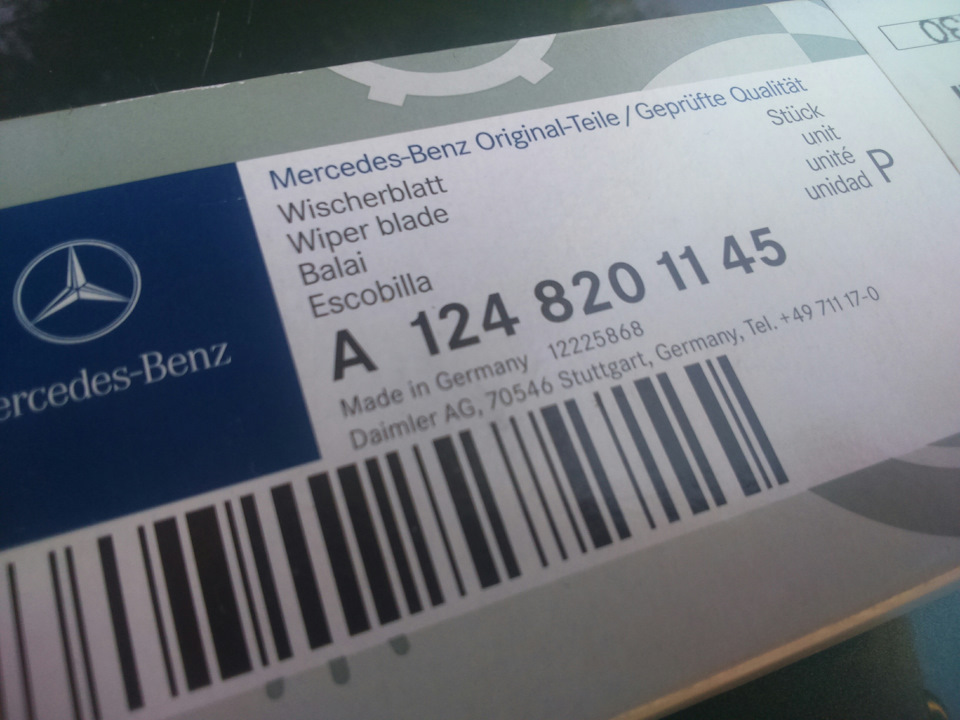 Mercedes-Benz Original-Teile / Geprüfte Qualität
Wischerblatt
Wiper blade
Balai
Escobilla
Stück
unit
unité
unidad P
A 124 820 11 45
Made in Germany 12225868
Daimler AG, 70546 Stuttgart, Germany, Tel. +49 711 17-0
ercedes-Benz